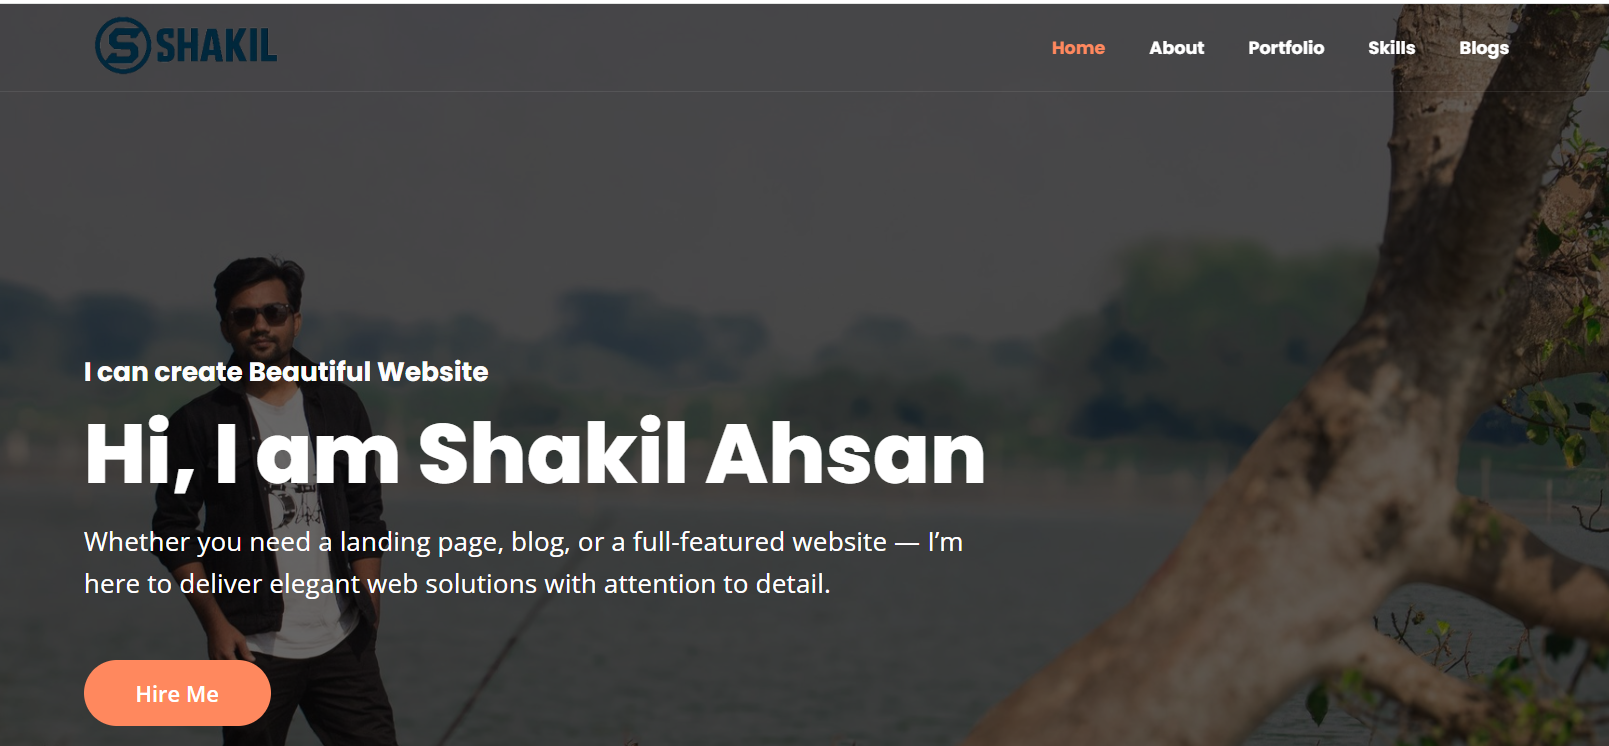 SHAKIL
Home About Portfolio Skills Blogs
I can create Beautiful Website
Hi, I am Shakil Ahsan
Whether you need a landing page, blog, or a full-featured website — I’m
here to deliver elegant web solutions with attention to detail.
Hire Me